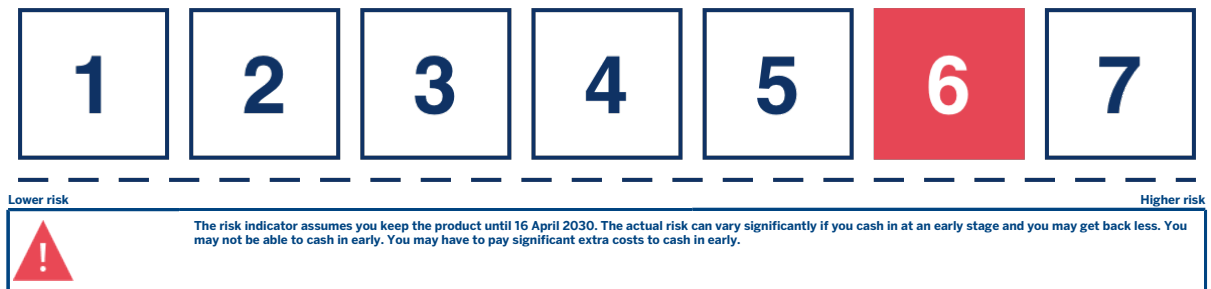 1 2 3 4 5 6 7
Lower risk Higher risk
!
The risk indicator assumes you keep the product until 16 April 2030. The actual risk can vary significantly if you cash in at an early stage and you may get back less. You
may not be able to cash in early. You may have to pay significant extra costs to cash in early.